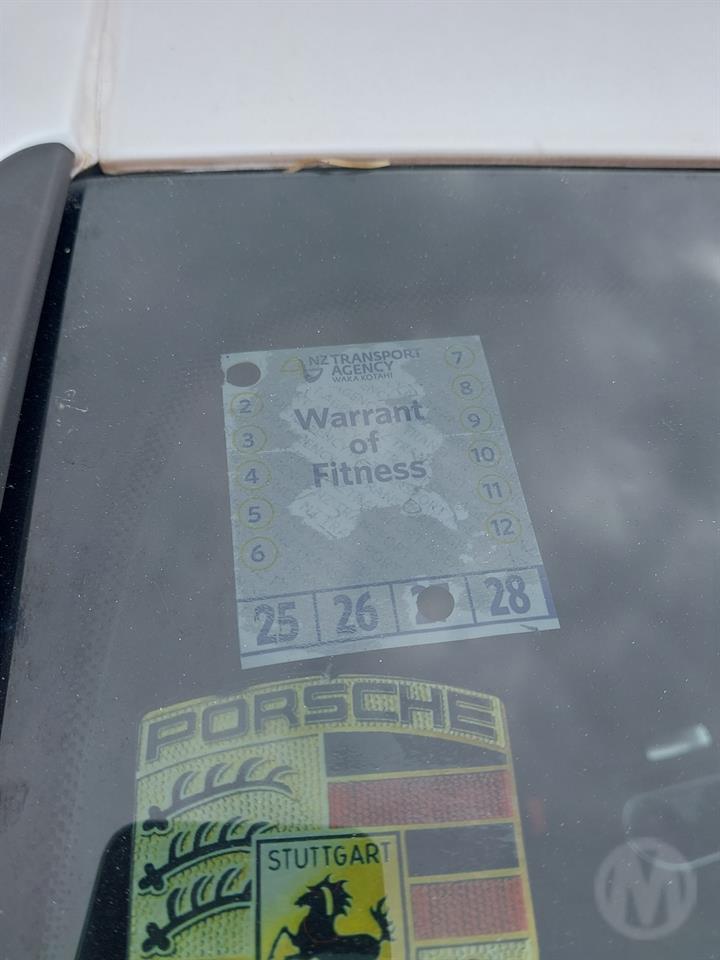 NZ TRANSPORT
AGENCY
WAKA KOTAHI
Warrant
of
Fitness
2
3
4
5
6
7
8
9
10
11
12
25 26 28
PORSCHE
STUTTGART
M